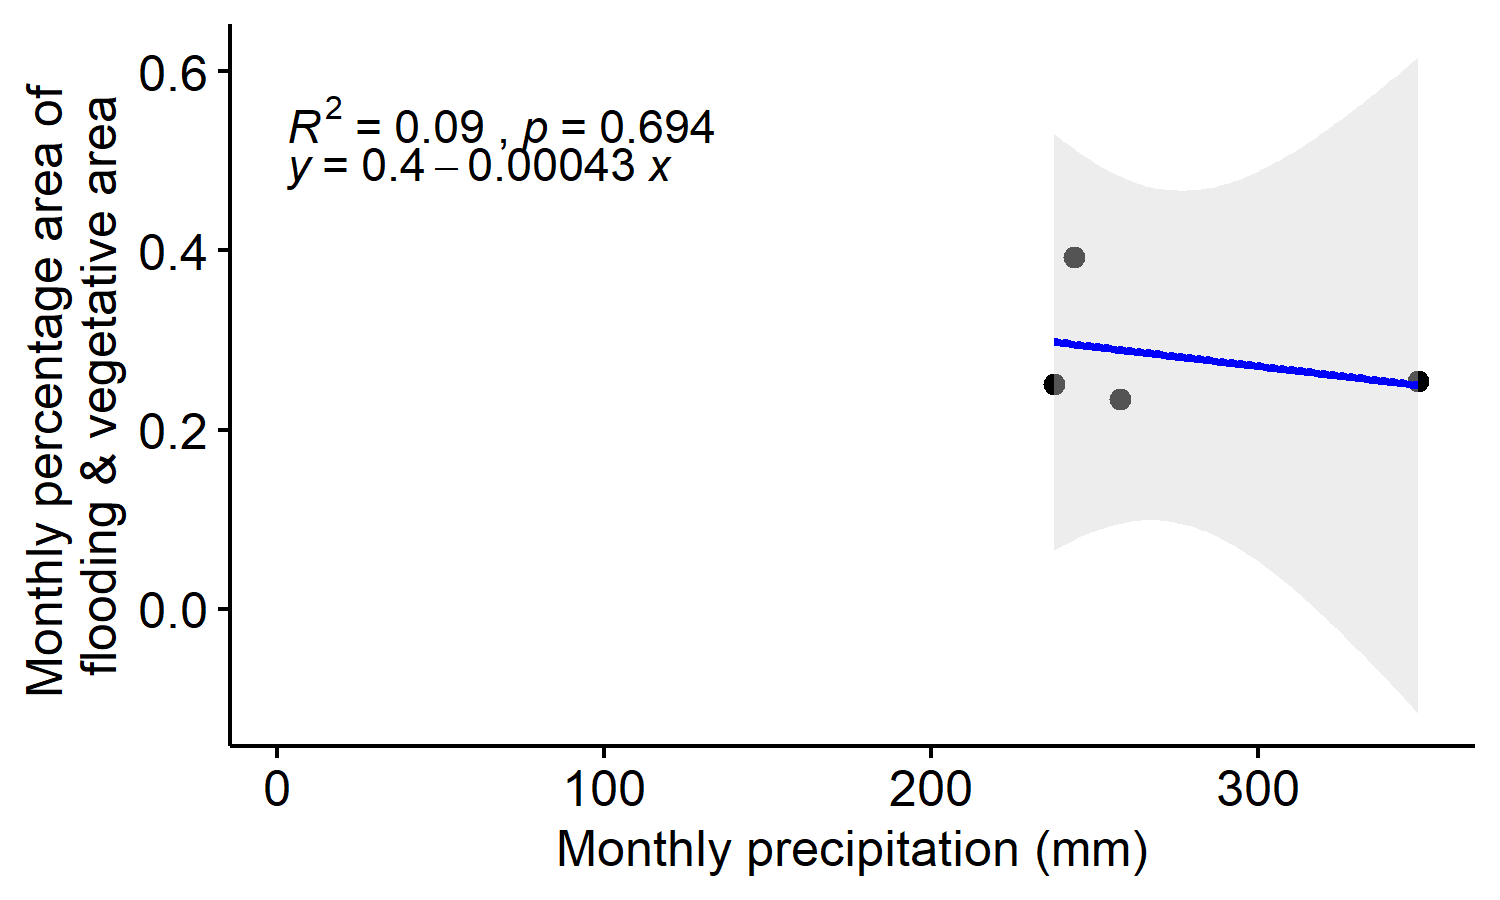 Monthly percentage area of
flooding & vegetative area
0.6
0.4
0.2
0.0
R² = 0.09 , p = 0.694
y = 0.4 – 0.00043 x
0 100 200 300
Monthly precipitation (mm)